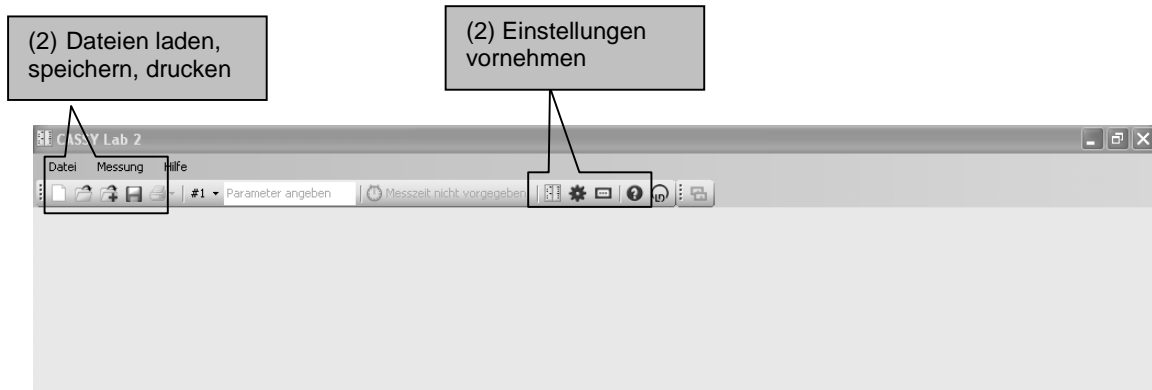 (2) Dateien laden,
speichern, drucken
(2) Einstellungen
vornehmen
CASSY Lab 2
Datei Messung Hilfe
#1 Parameter angeben Messzeit nicht vorgegeben